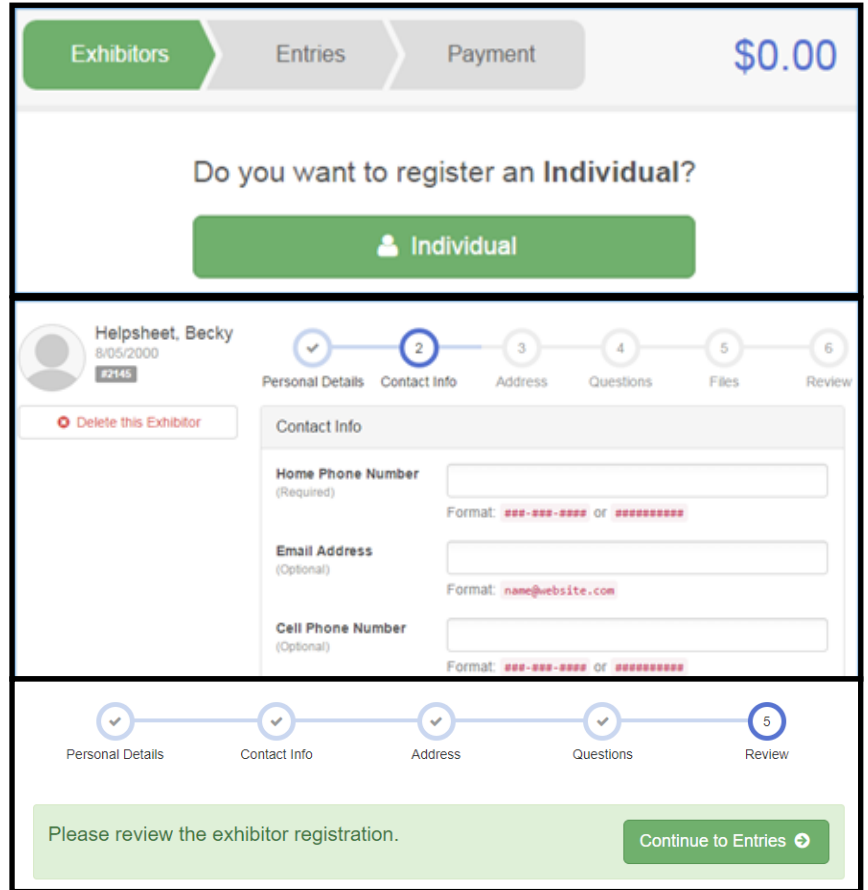 Exhibitors Entries Payment $0.00
Do you want to register an Individual?
Individual
Helpsheet, Becky
8/05/2000
#2145
Delete this Exhibitor
2 3 4 5 6
Personal Details Contact Info Address Questions Files Review
Contact Info
Home Phone Number
(Required)
Format: ###-###-#### or ##########
Email Address
(Optional)
Format: name@website.com
Cell Phone Number
(Optional)
Format: ###-###-#### or ##########
5
Personal Details Contact Info Address Questions Review
Please review the exhibitor registration.
Continue to Entries